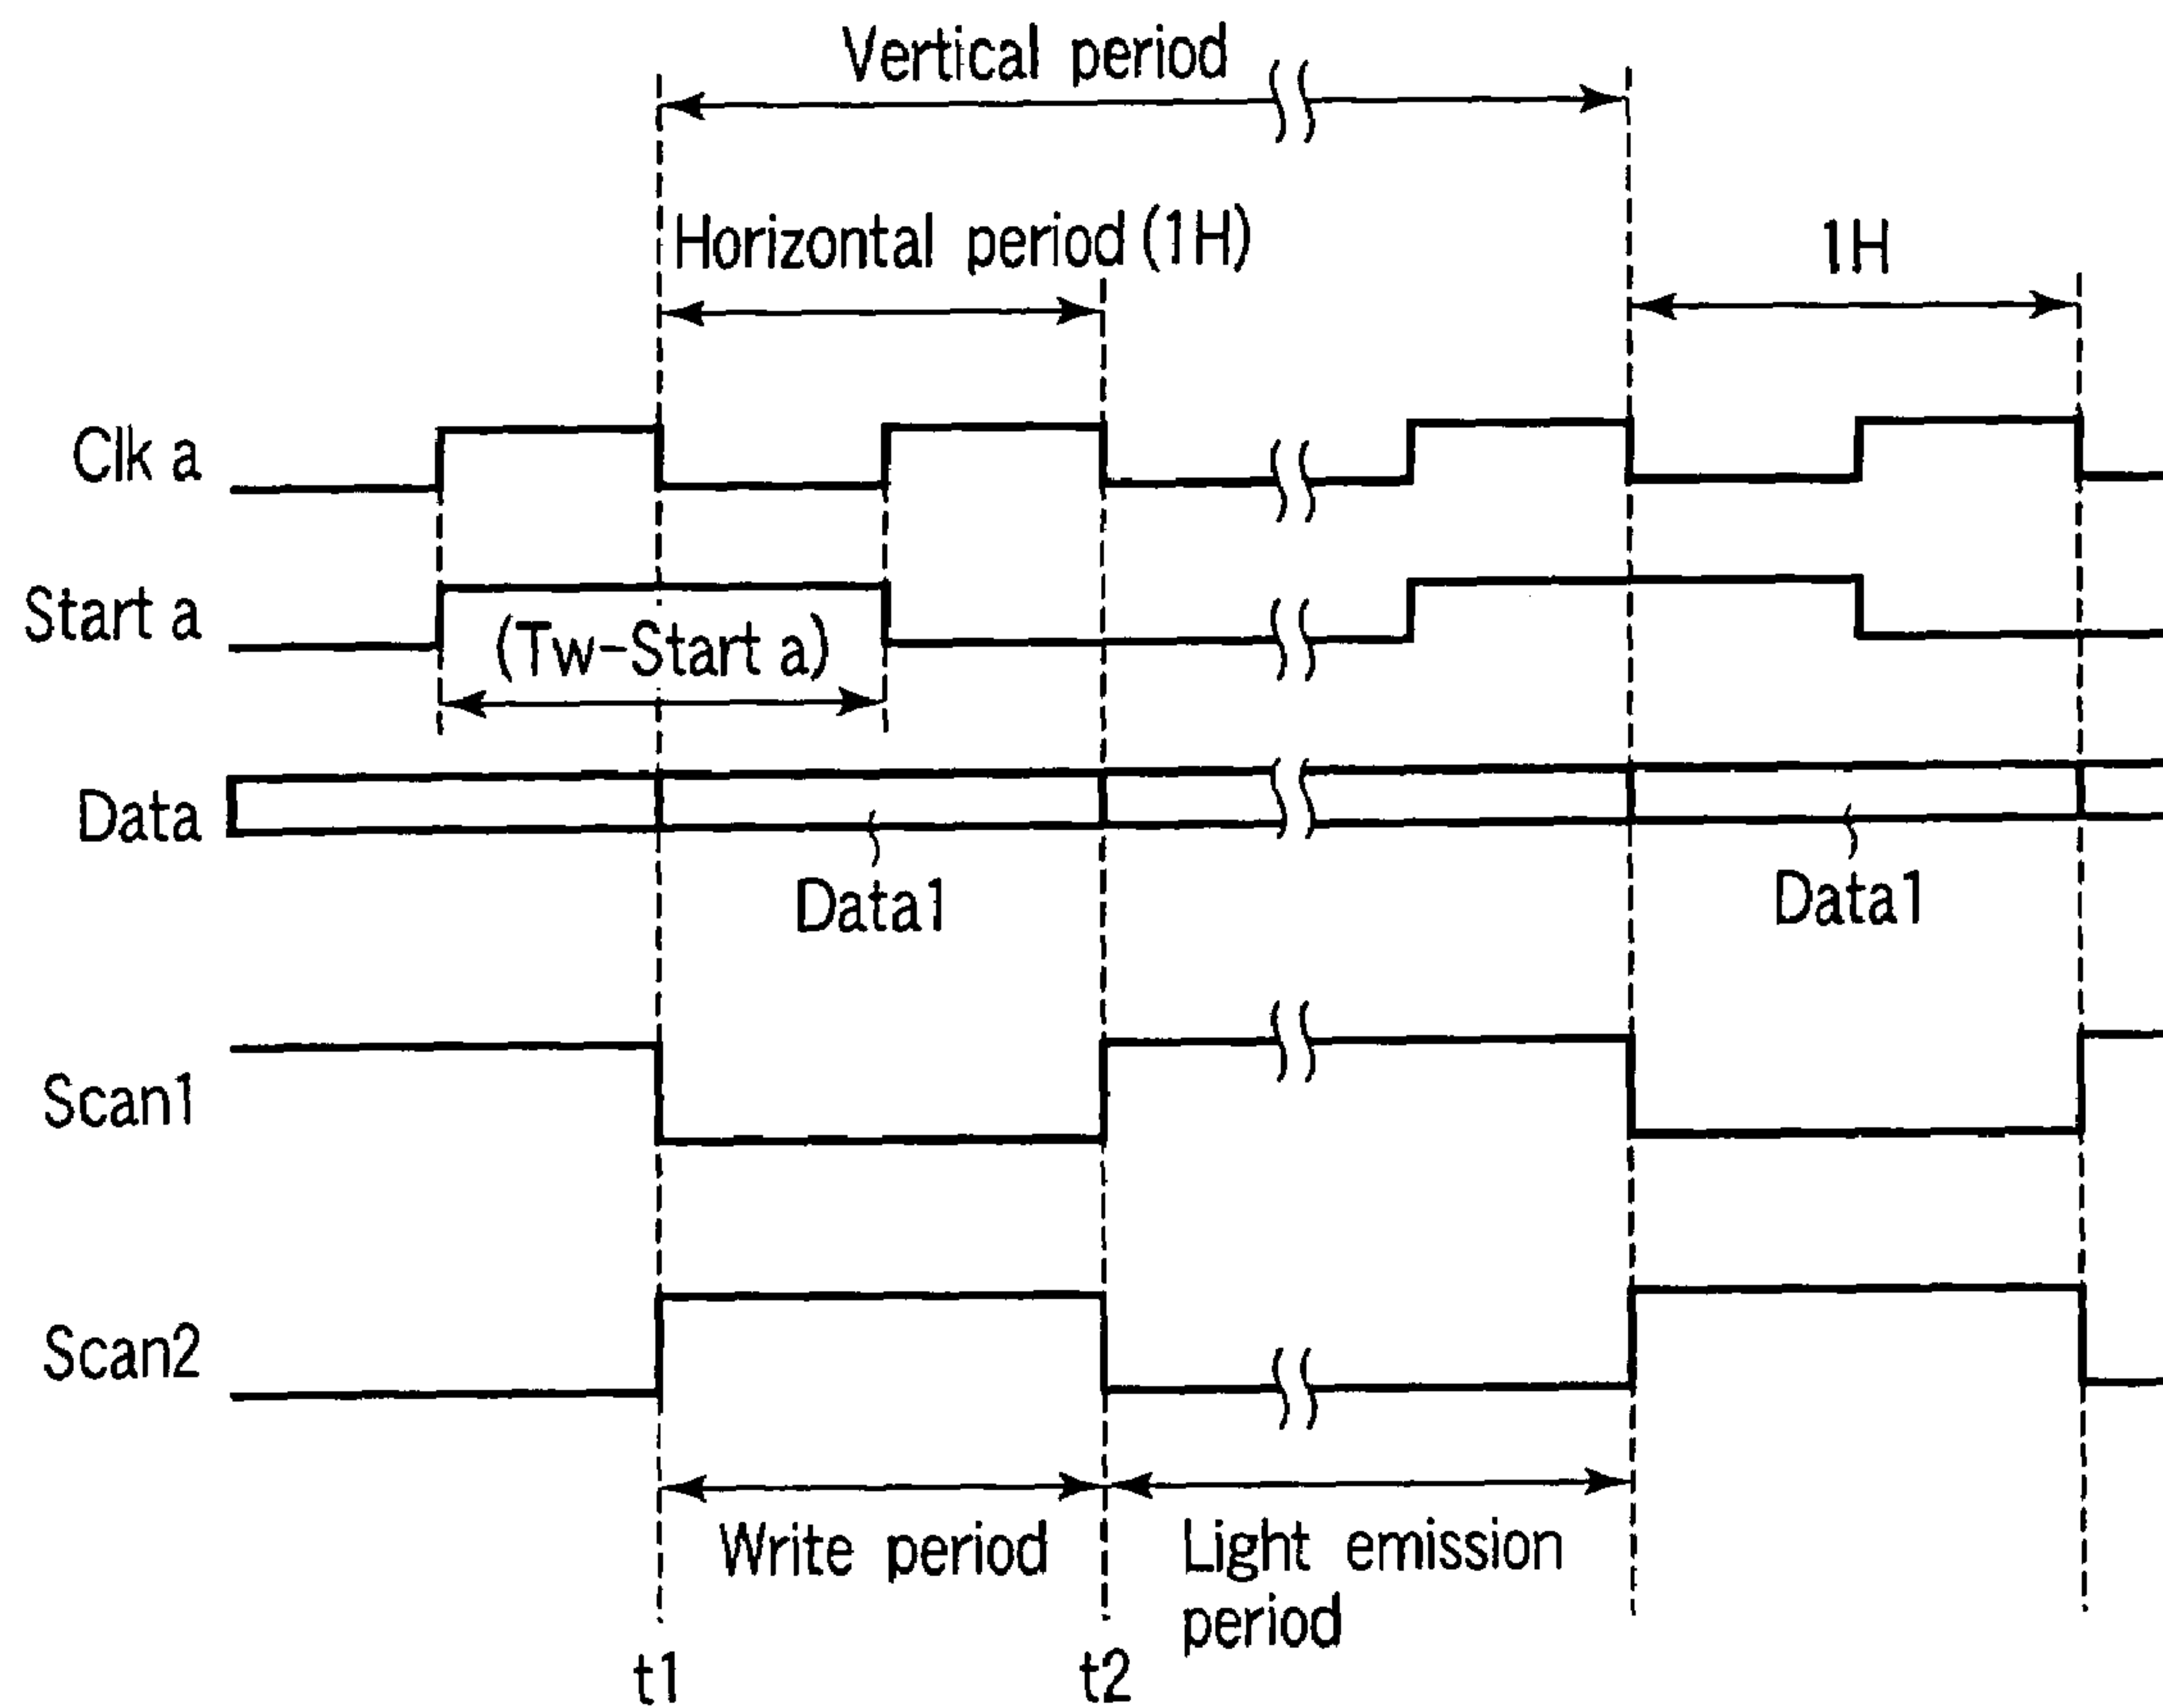 Vertical period
Horizontal period (1H)
1H
Clk a
Start a
(Tw-Start a)
Data
Data1
Data1
Scan1
Scan2
Write period
Light emission
period
t1
t2